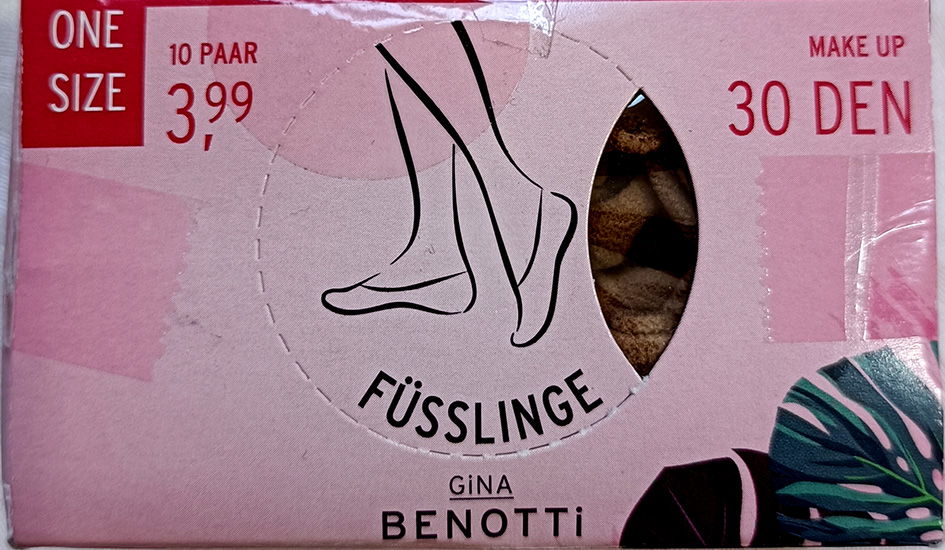 ONE
SIZE
10 PAAR
3,99
MAKE UP
30 DEN
FÜSSLINGE
GiNA
BENOTTi